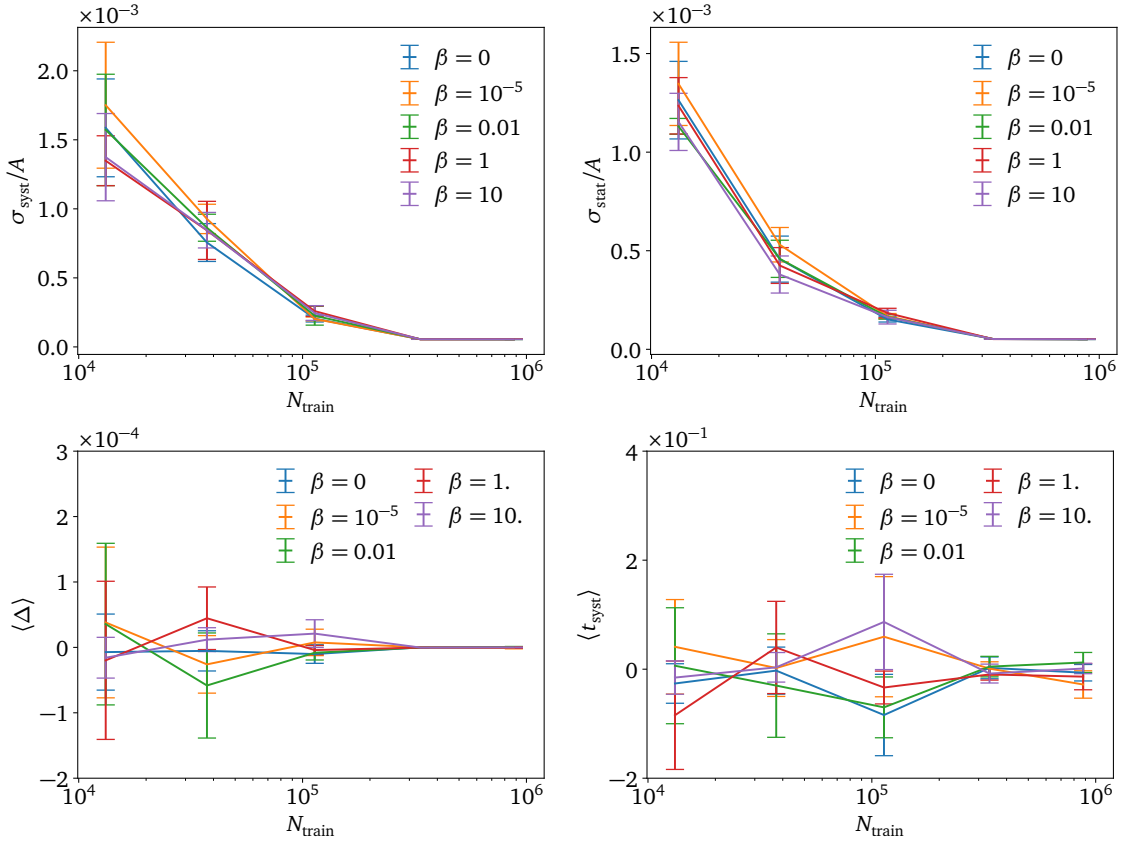 ×10⁻³
σ_syst/A
2.0
1.5
1.0
0.5
0.0
β = 0
β = 10⁻⁵
β = 0.01
β = 1
β = 10
10⁴
10⁵
10⁶
N_train
×10⁻³
σ_stat/A
1.5
1.0
0.5
0.0
β = 0
β = 10⁻⁵
β = 0.01
β = 1
β = 10
10⁴
10⁵
10⁶
N_train
×10⁻⁴
⟨Δ⟩
3
2
1
0
−1
−2
β = 0
β = 10⁻⁵
β = 0.01
β = 1.
β = 10.
10⁴
10⁵
10⁶
N_train
×10⁻¹
⟨t_syst⟩
4
2
0
−2
β = 0
β = 10⁻⁵
β = 0.01
β = 1.
β = 10.
10⁴
10⁵
10⁶
N_train